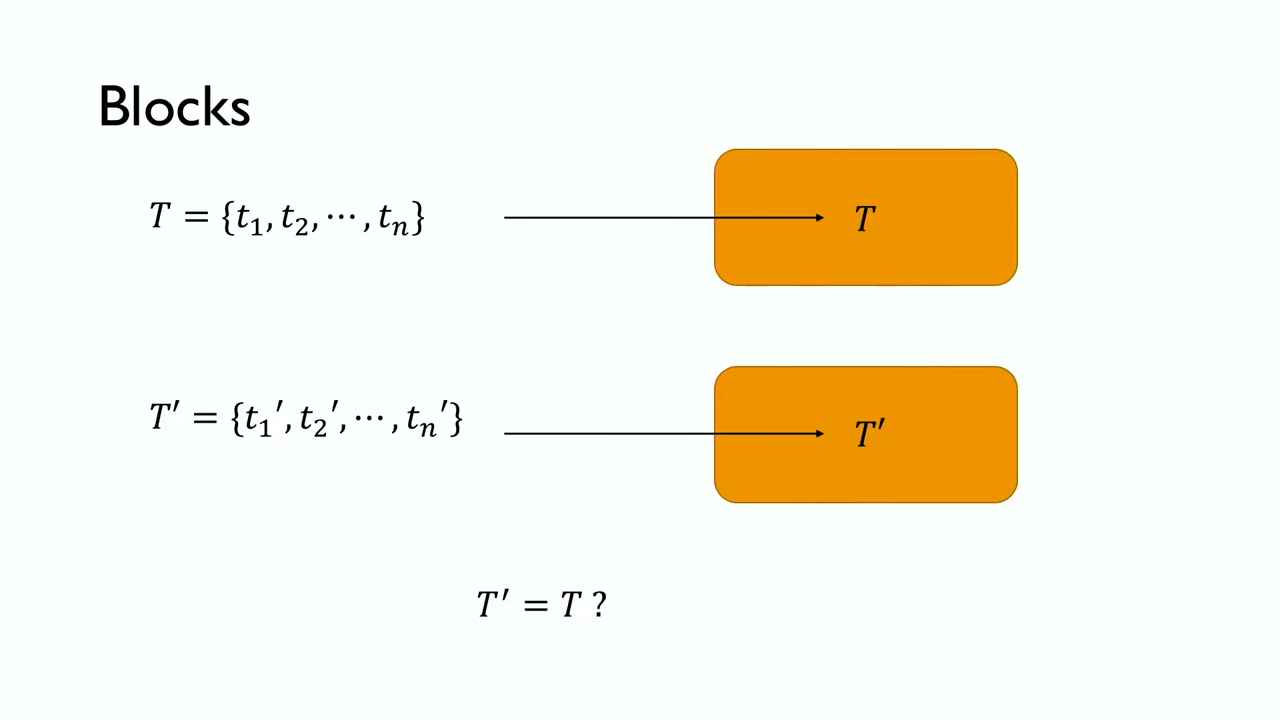 Blocks
T = {t₁, t₂, ⋯ , tₙ}
T
T′ = {t₁′, t₂′, ⋯ , tₙ′}
T′
T′ = T ?